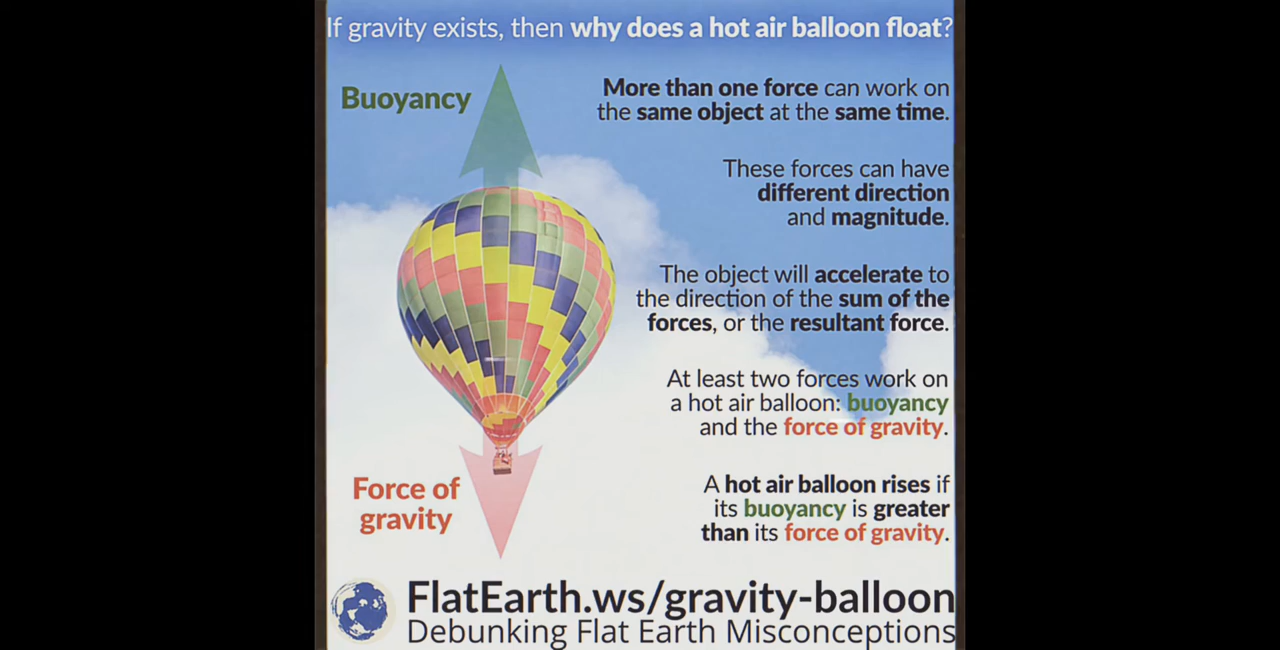 If gravity exists, then why does a hot air balloon float?
Buoyancy
More than one force can work on
the same object at the same time.
These forces can have
different direction
and magnitude.
The object will accelerate to
the direction of the sum of the
forces, or the resultant force.
At least two forces work on
a hot air balloon: buoyancy
and the force of gravity.
Force of
gravity
A hot air balloon rises if
its buoyancy is greater
than its force of gravity.
FlatEarth.ws/gravity-balloon
Debunking Flat Earth Misconceptions